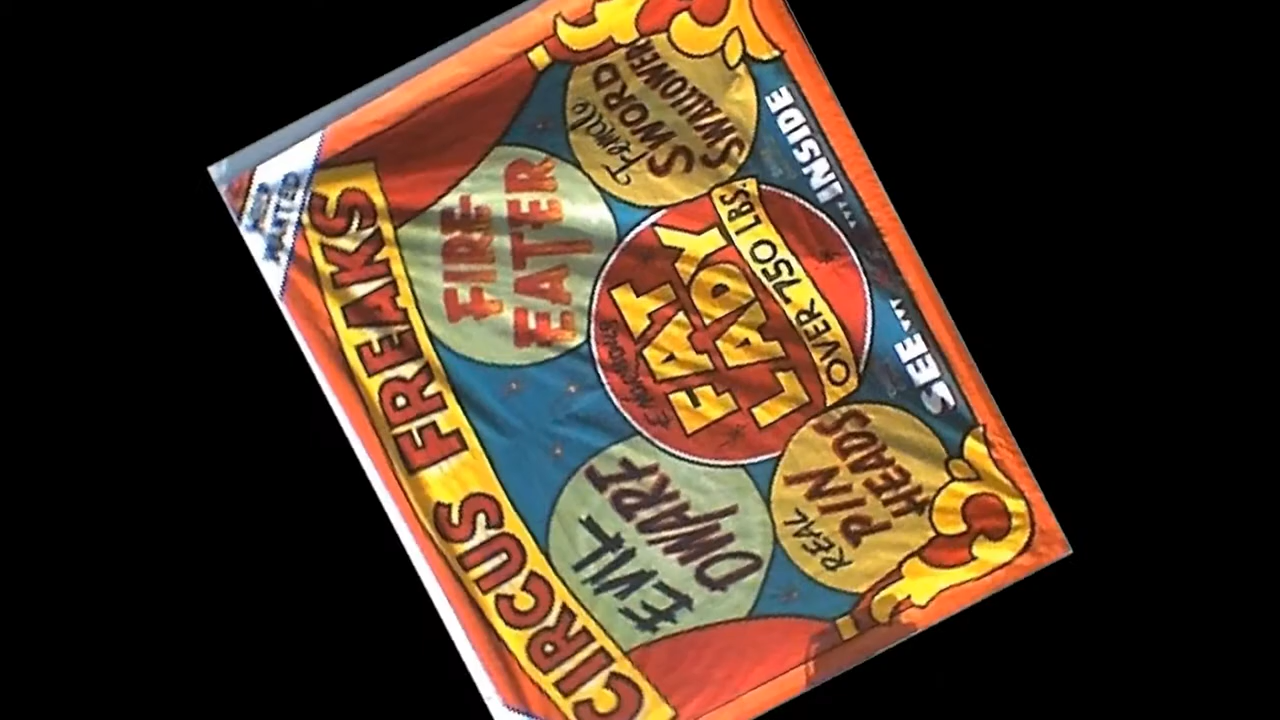 CIRCUS FREAKS
EVIL
DWARF
FIRE-
EATER
Enormous
FAT
LADY
OVER 750 LBS.
REAL
PIN
HEADS
Female
SWORD
SWALLOWER
SEE... ...INSIDE